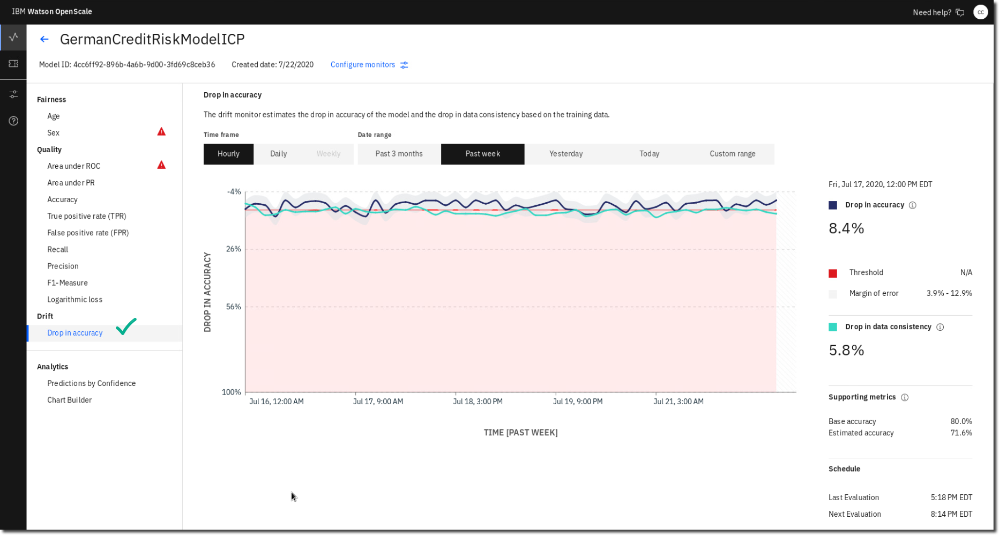 IBM Watson OpenScale
Need help?
CC
GermanCreditRiskModelICP
Model ID: 4cc6ff92-896b-4a6b-9d00-3fd69c8ceb36 Created date: 7/22/2020 Configure monitors
Fairness
Age
Sex
Quality
Area under ROC
Area under PR
Accuracy
True positive rate (TPR)
False positive rate (FPR)
Recall
Precision
F1-Measure
Logarithmic loss
Drift
Drop in accuracy
Analytics
Predictions by Confidence
Chart Builder
Drop in accuracy
The drift monitor estimates the drop in accuracy of the model and the drop in data consistency based on the training data.
Time frame Date range
Hourly Daily Weekly Past 3 months Past week Yesterday Today Custom range
-4%
26%
56%
100%
DROP IN ACCURACY
Jul 16, 12:00 AM Jul 17, 9:00 AM Jul 18, 3:00 PM Jul 19, 9:00 PM Jul 21, 3:00 AM
TIME [PAST WEEK]
Fri, Jul 17, 2020, 12:00 PM EDT
Drop in accuracy
8.4%
Threshold N/A
Margin of error 3.9% - 12.9%
Drop in data consistency
5.8%
Supporting metrics
Base accuracy 80.0%
Estimated accuracy 71.6%
Schedule
Last Evaluation 5:18 PM EDT
Next Evaluation 8:14 PM EDT